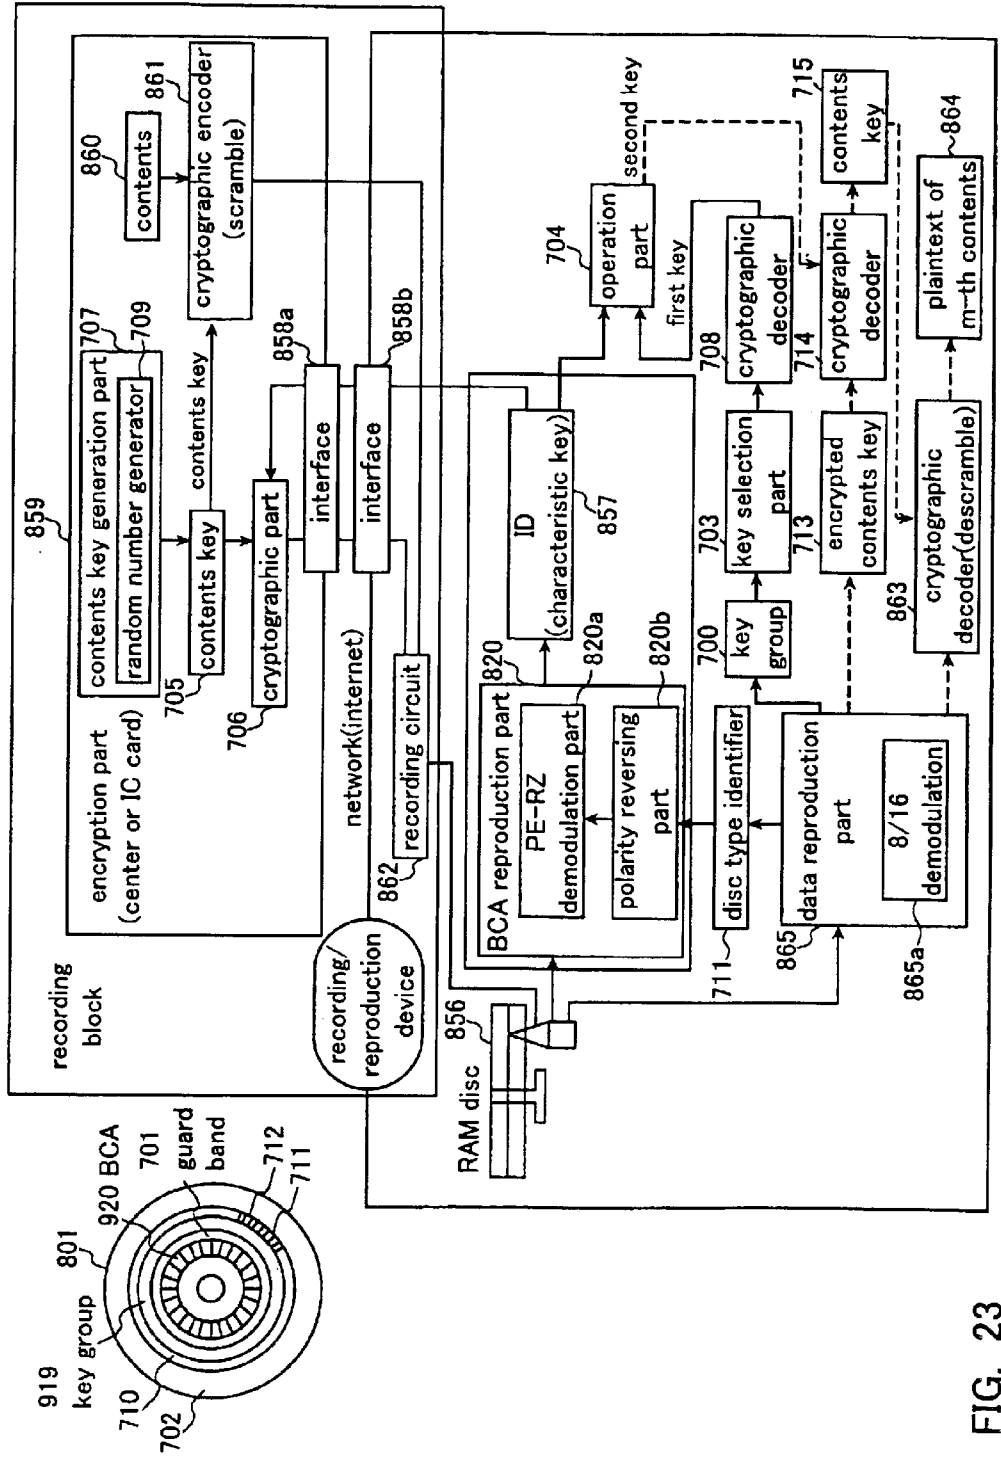 919
key group
801
920 BCA
701
guard
band
712
711
710
702
recording
block
859
encryption part
(center or IC card)
contents key generation part
707
random number generator
709
860
contents
861
cryptographic encoder
(scramble)
contents key
705
contents key
706
cryptographic part
858a
interface
858b
interface
network(internet)
862
recording circuit
recording/
reproduction
device
RAM disc
856
BCA reproduction part
820
PE-RZ
demodulation part
820a
polarity reversing
part
820b
ID
(characteristic key)
857
704
operation
part
second key
first key
711
disc type identifier
700
key
group
703
key selection
part
708
cryptographic
decoder
713
encrypted
contents key
714
cryptographic
decoder
715
contents
key
865
data reproduction
part
8/16
demodulation
865a
863
cryptographic
decoder(descramble)
864
plaintext of
m-th contents
FIG. 23